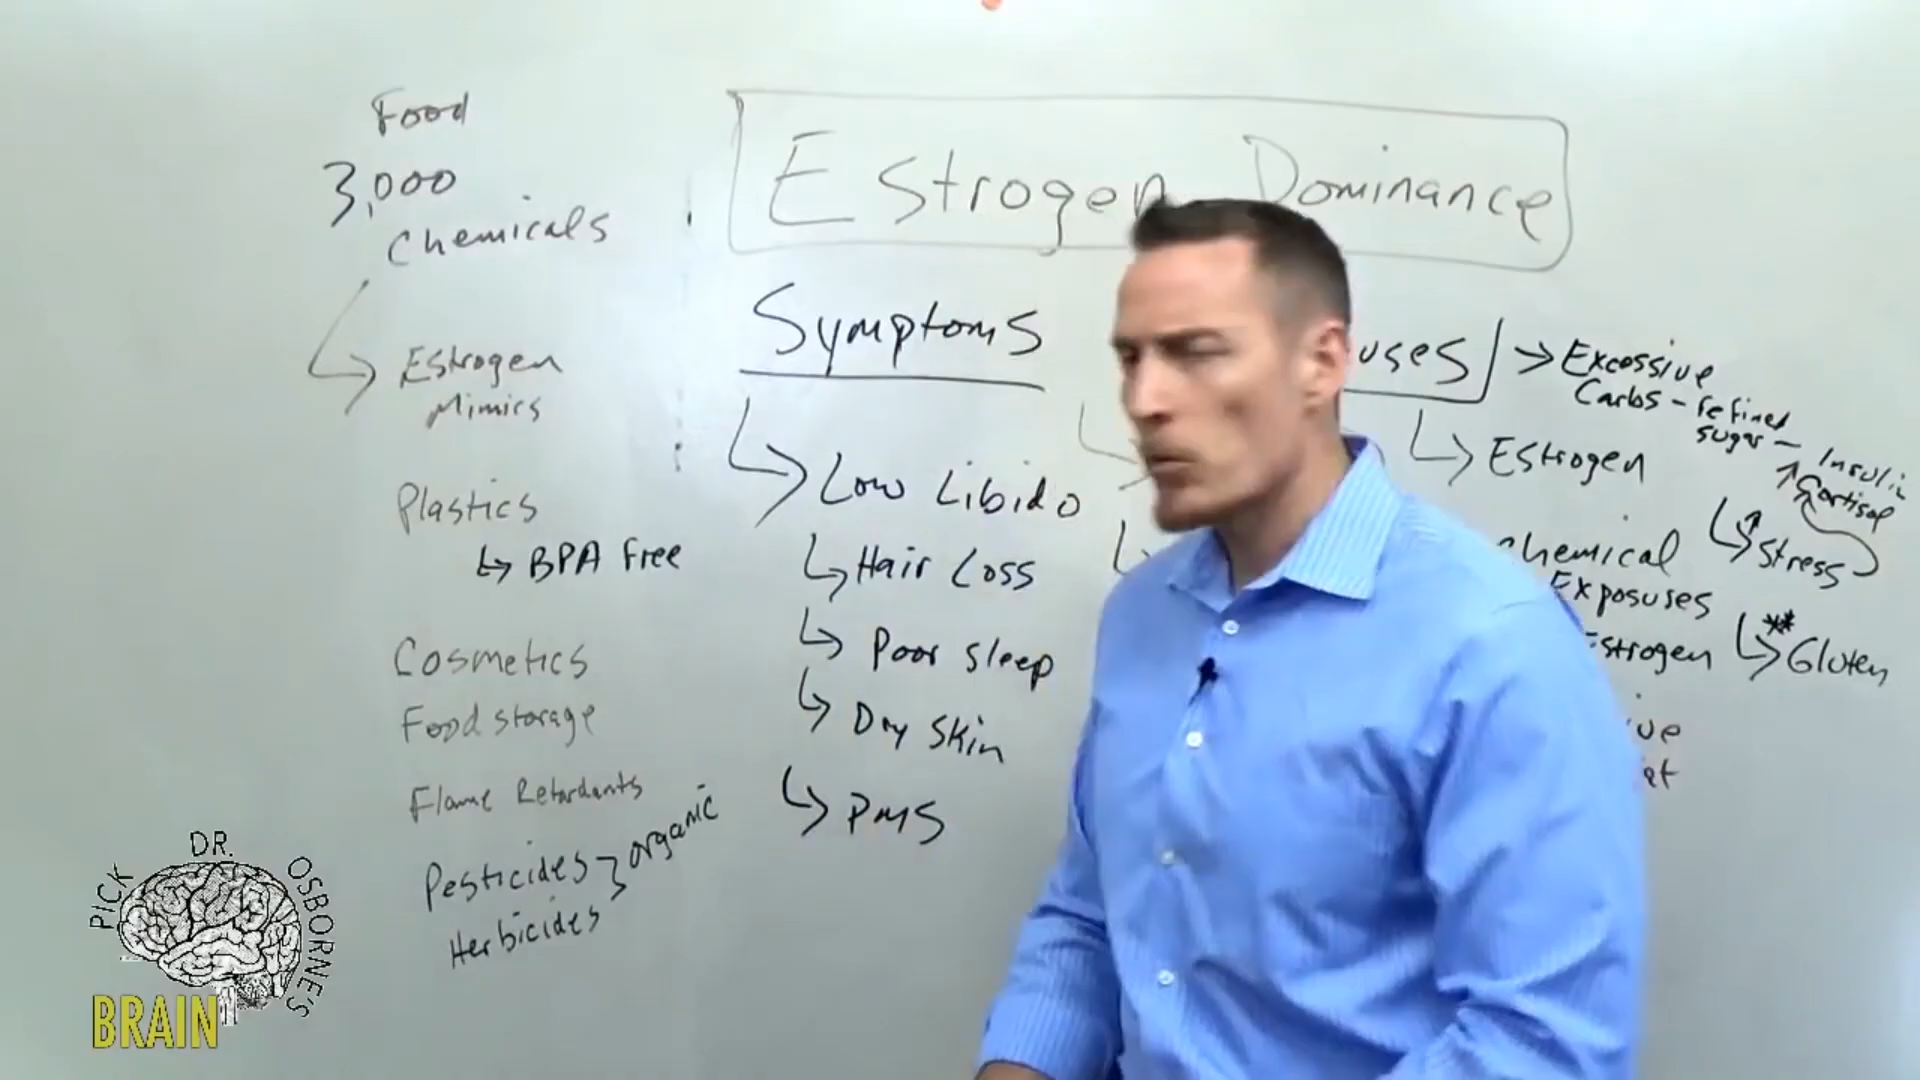 Food
3,000
Chemicals
Estrogen
Mimics
Plastics
BPA Free
Cosmetics
Food storage
Flame Retardants
Pesticides organic
Herbicides
Estrogen Dominance
Symptoms
Low Libido
Hair Loss
Poor sleep
Dry Skin
PMS
uses
Excessive
Carbs - refined
sugar - Insulin
Cortisol
Stress
** Gluten
Estrogen
chemical
Exposures
strogen
PICK DR. OSBORNE'S
BRAIN